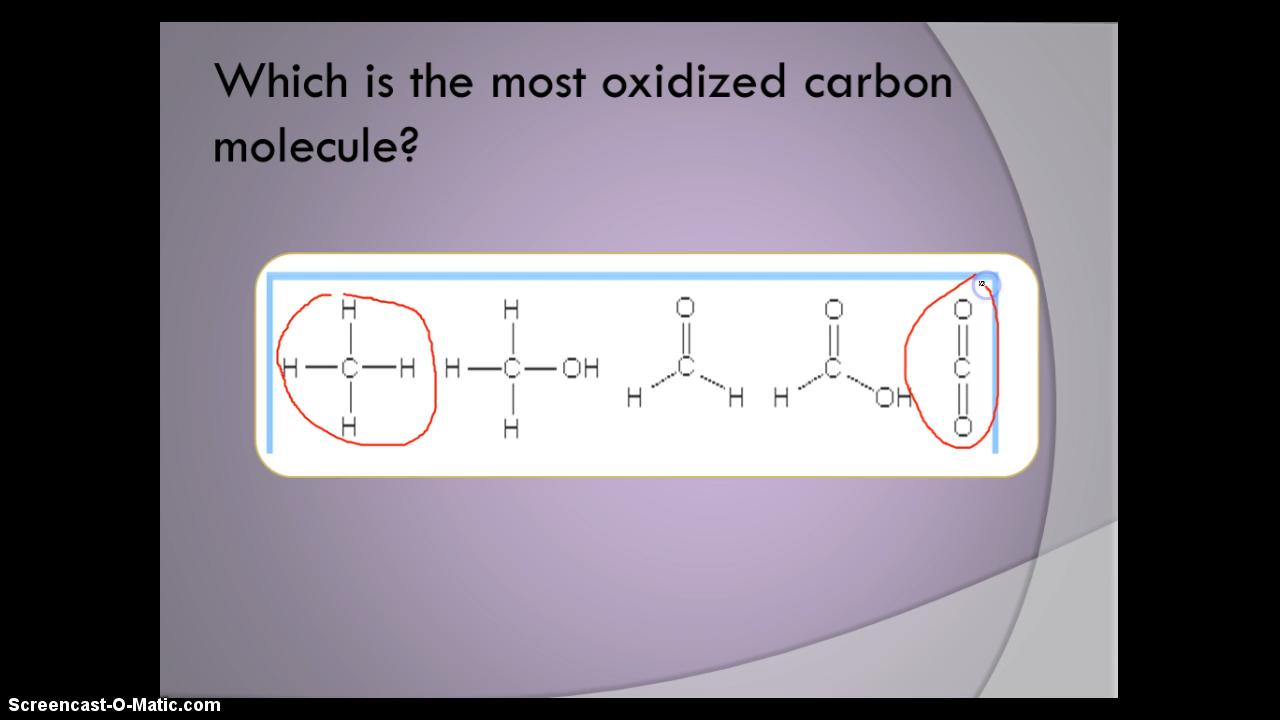 Which is the most oxidized carbon
molecule?
H H O O O
H C H H C OH C C C
H H H OH
H H O
Screencast-O-Matic.com